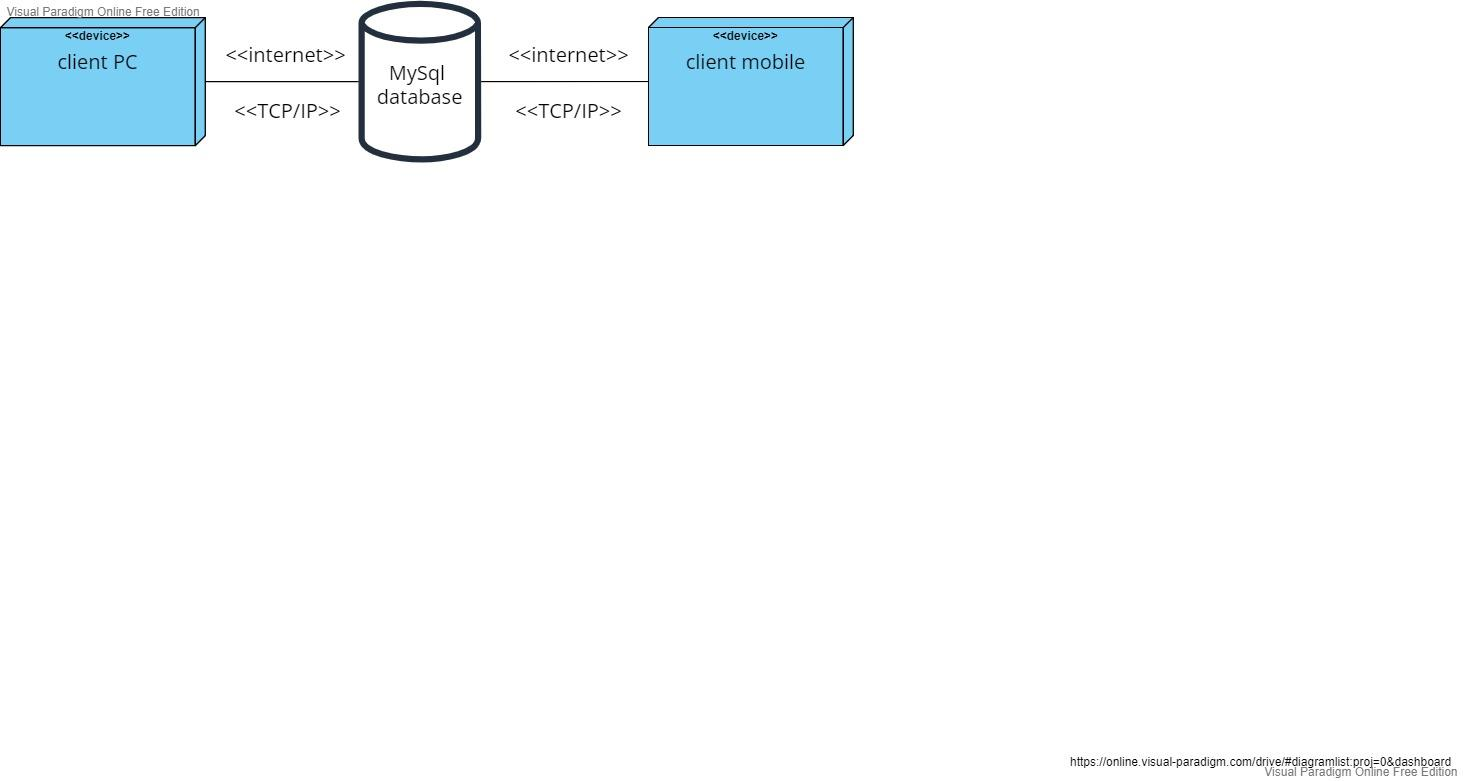 Visual Paradigm Online Free Edition
<<device>>
client PC
<<internet>>
<<TCP/IP>>
MySql
database
<<internet>>
<<TCP/IP>>
<<device>>
client mobile
https://online.visual-paradigm.com/drive/#diagramlist:proj=0&dashboard
Visual Paradigm Online Free Edition